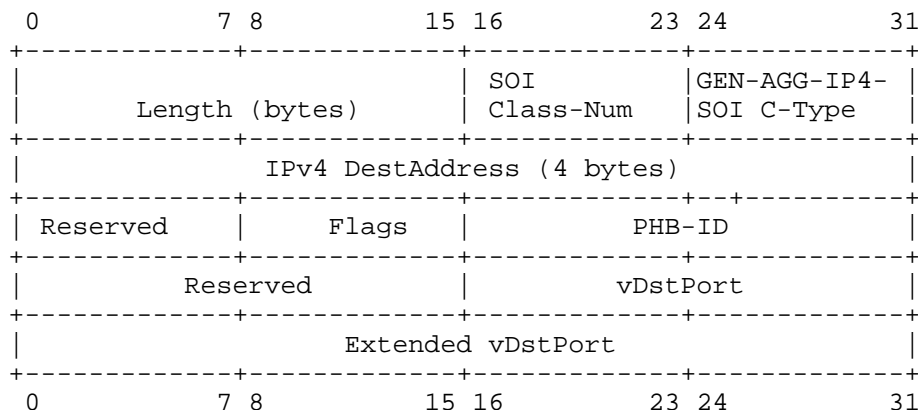 0 7 8 15 16 23 24 31
SOI GEN-AGG-IP4-
Length (bytes) Class-Num SOI C-Type
IPv4 DestAddress (4 bytes)
Reserved Flags PHB-ID
Reserved vDstPort
Extended vDstPort
0 7 8 15 16 23 24 31